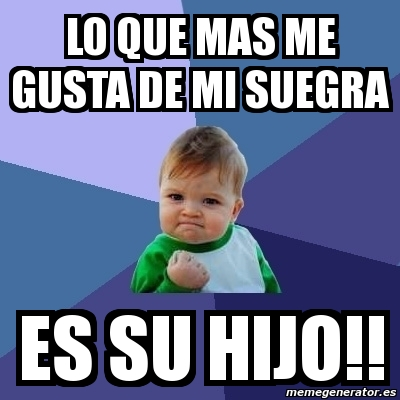 LO QUE MAS ME
GUSTA DE MI SUEGRA
ES SU HIJO!!
memegenerator.es